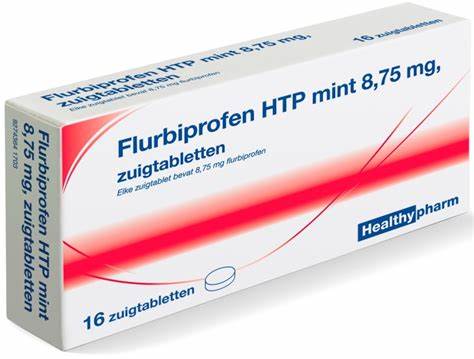 16 zuigtabletten
Flurbiprofen HTP mint 8,75 mg,
zuigtabletten
Elke zuigtablet bevat 8,75 mg flurbiprofen
Flurbiprofen HTP mint 8,75 mg,
zuigtabletten
Elke zuigtablet bevat 8,75 mg flurbiprofen
Healthypharm
16 zuigtabletten
Flurbiprofen HTP mint
8,75 mg, zuigtabletten